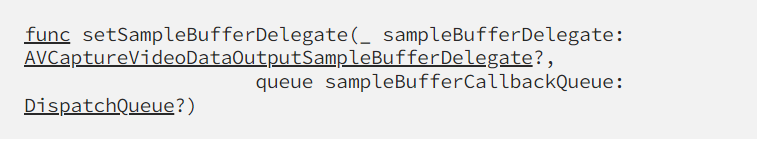 func setSampleBufferDelegate(_ sampleBufferDelegate:
AVCaptureVideoDataOutputSampleBufferDelegate?,
queue sampleBufferCallbackQueue:
DispatchQueue?)